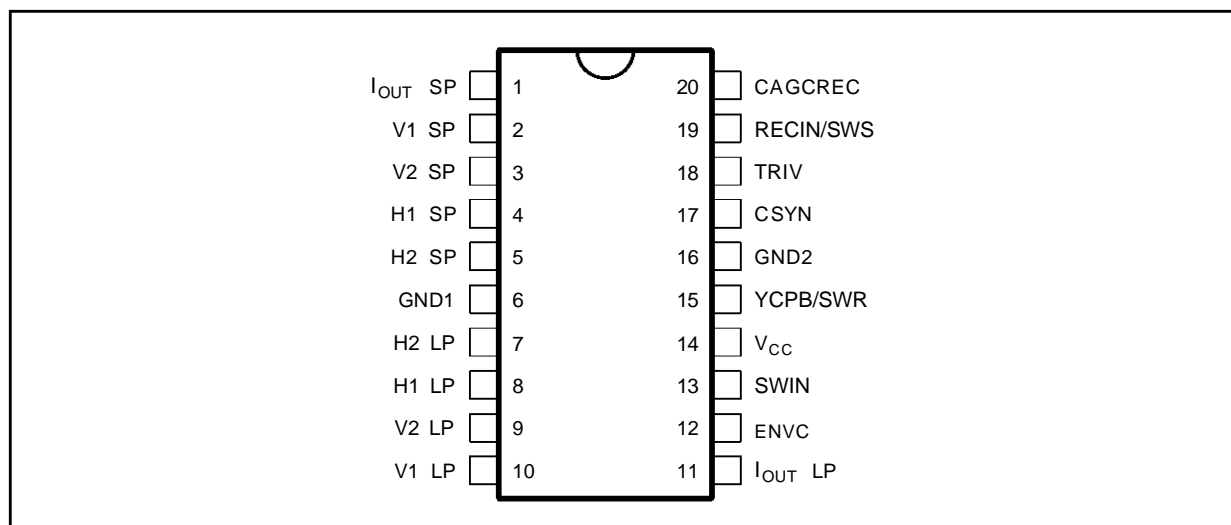 I_OUT SP 1 20 CAGCREC
V1 SP 2 19 RECIN/SWS
V2 SP 3 18 TRIV
H1 SP 4 17 CSYN
H2 SP 5 16 GND2
GND1 6 15 YCPB/SWR
H2 LP 7 14 V_CC
H1 LP 8 13 SWIN
V2 LP 9 12 ENVC
V1 LP 10 11 I_OUT LP